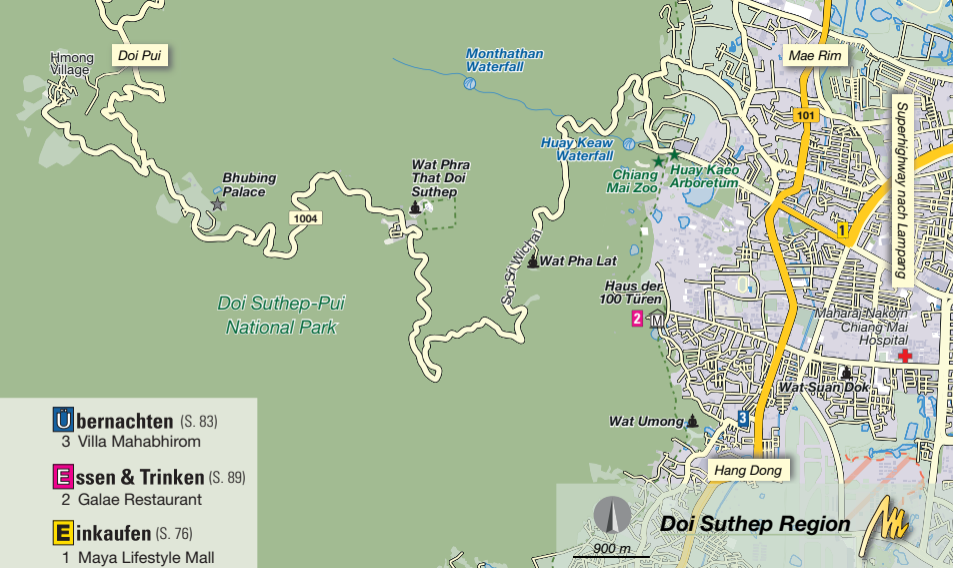 Hmong
Village
Doi Pui
Monthathan
Waterfall
Mae Rim
101
Superhighway nach Lampang
Huay Keaw
Waterfall
Chiang
Mai Zoo
Huay Kaeo
Arboretum
Bhubing
Palace
Wat Phra
That Doi
Suthep
1004
1
Soi Sri Wichai
Wat Pha Lat
Haus der
100 Türen
2
M
Doi Suthep-Pui
National Park
Maharaj Nakorn
Chiang Mai
Hospital
Wat Suan Dok
Wat Umong
3
Hang Dong
Übernachten (S. 83)
3 Villa Mahabhirom
Essen & Trinken (S. 89)
2 Galae Restaurant
Einkaufen (S. 76)
1 Maya Lifestyle Mall
900 m
Doi Suthep Region